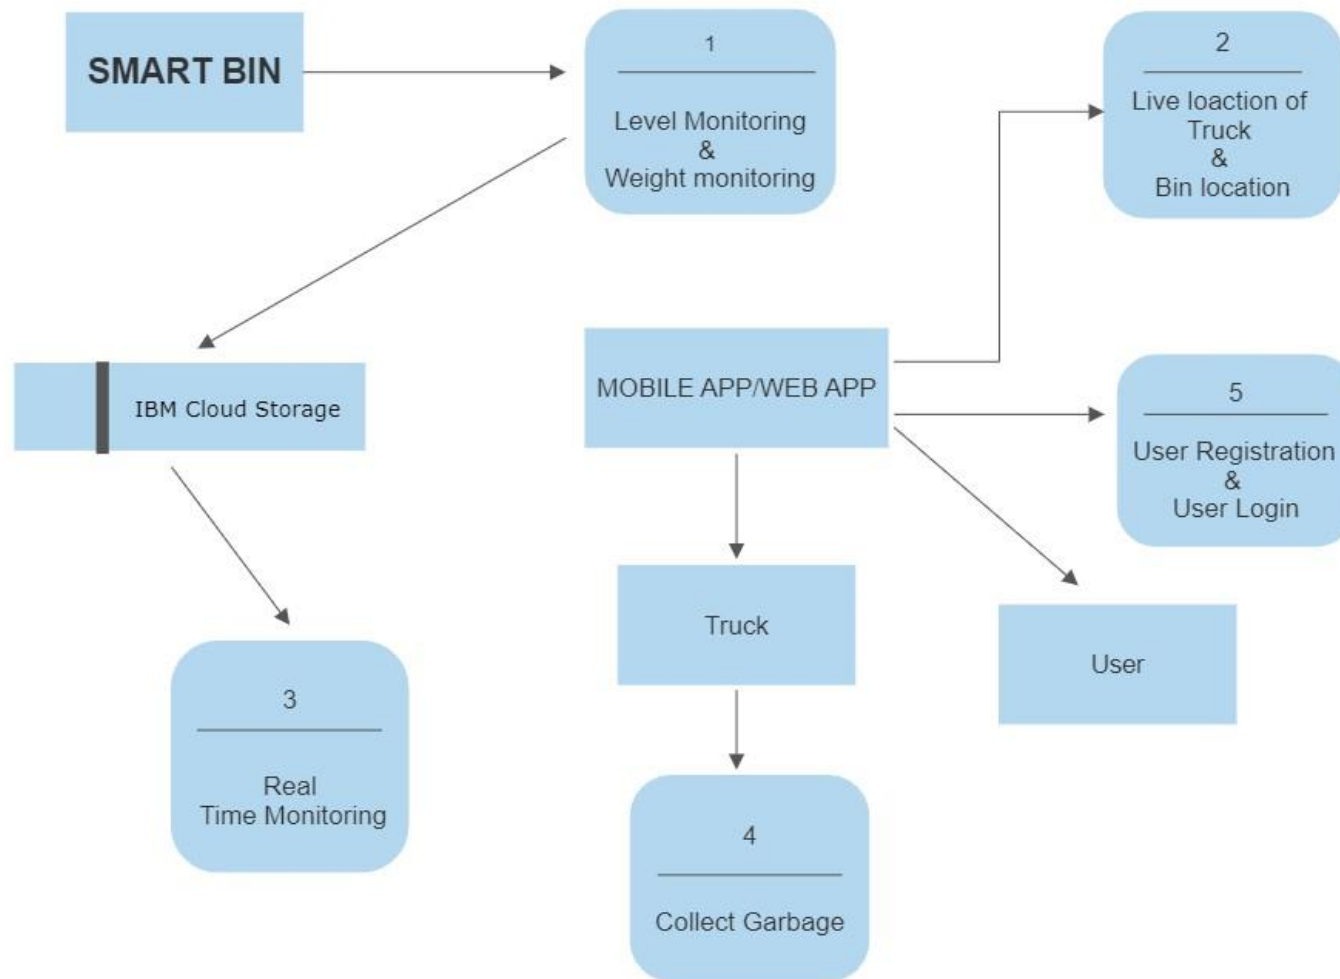 SMART BIN
1
Level Monitoring
&
Weight monitoring
2
Live loaction of
Truck
&
Bin location
IBM Cloud Storage
MOBILE APP/WEB APP
5
User Registration
&
User Login
Truck
User
3
Real
Time Monitoring
4
Collect Garbage